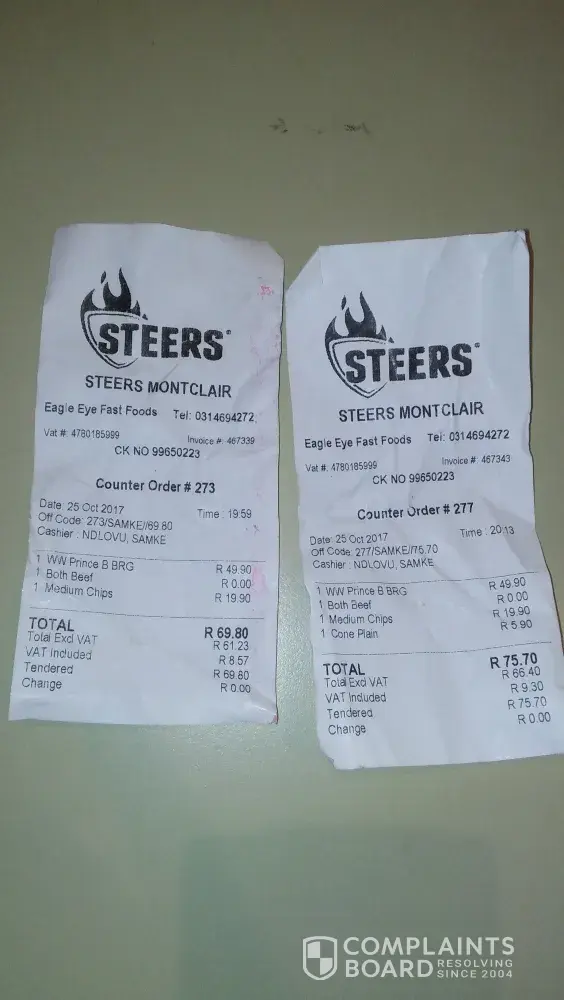 STEERS
STEERS MONTCLAIR
Eagle Eye Fast Foods Tel: 0314694272
Vat #: 4780185999 Invoice #: 467339
CK NO 99650223
Counter Order # 273
Date: 25 Oct 2017 Time : 19:59
Off Code: 273/SAMKE//69.80
Cashier : NDLOVU, SAMKE
1 WW Prince B BRG R 49.90
1 Both Beef R 0.00
1 Medium Chips R 19.90
TOTAL R 69.80
Total Excl VAT R 61.23
VAT Included R 8.57
Tendered R 69.80
Change R 0.00
STEERS
STEERS MONTCLAIR
Eagle Eye Fast Foods Tel: 0314694272
Vat #: 4780185999 Invoice #: 467343
CK NO 99650223
Counter Order # 277
Date: 25 Oct 2017 Time : 20:13
Off Code: 277/SAMKE//75.70
Cashier : NDLOVU, SAMKE
1 WW Prince B BRG R 49.90
1 Both Beef R 0.00
1 Medium Chips R 19.90
1 Cone Plain R 5.90
TOTAL R 75.70
Total Excl VAT R 66.40
VAT Included R 9.30
Tendered R 75.70
Change R 0.00
COMPLAINTS
BOARD RESOLVING
SINCE 2004